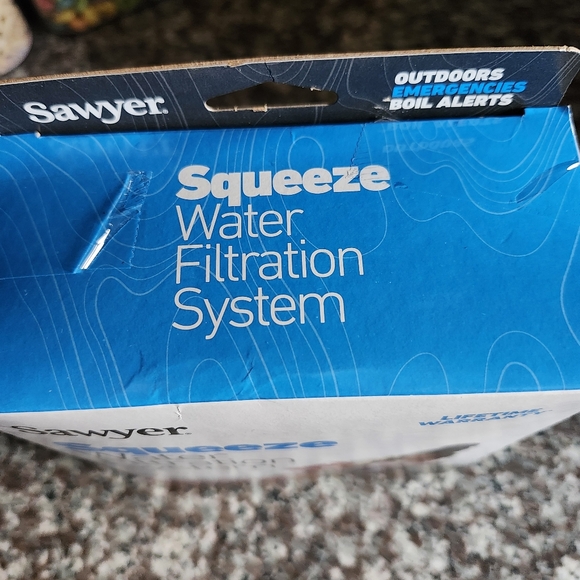 Sawyer.
OUTDOORS
EMERGENCIES
BOIL ALERTS
Squeeze
Water
Filtration
System
Sawyer.
LIFETIME
WARRANTY
Squeeze